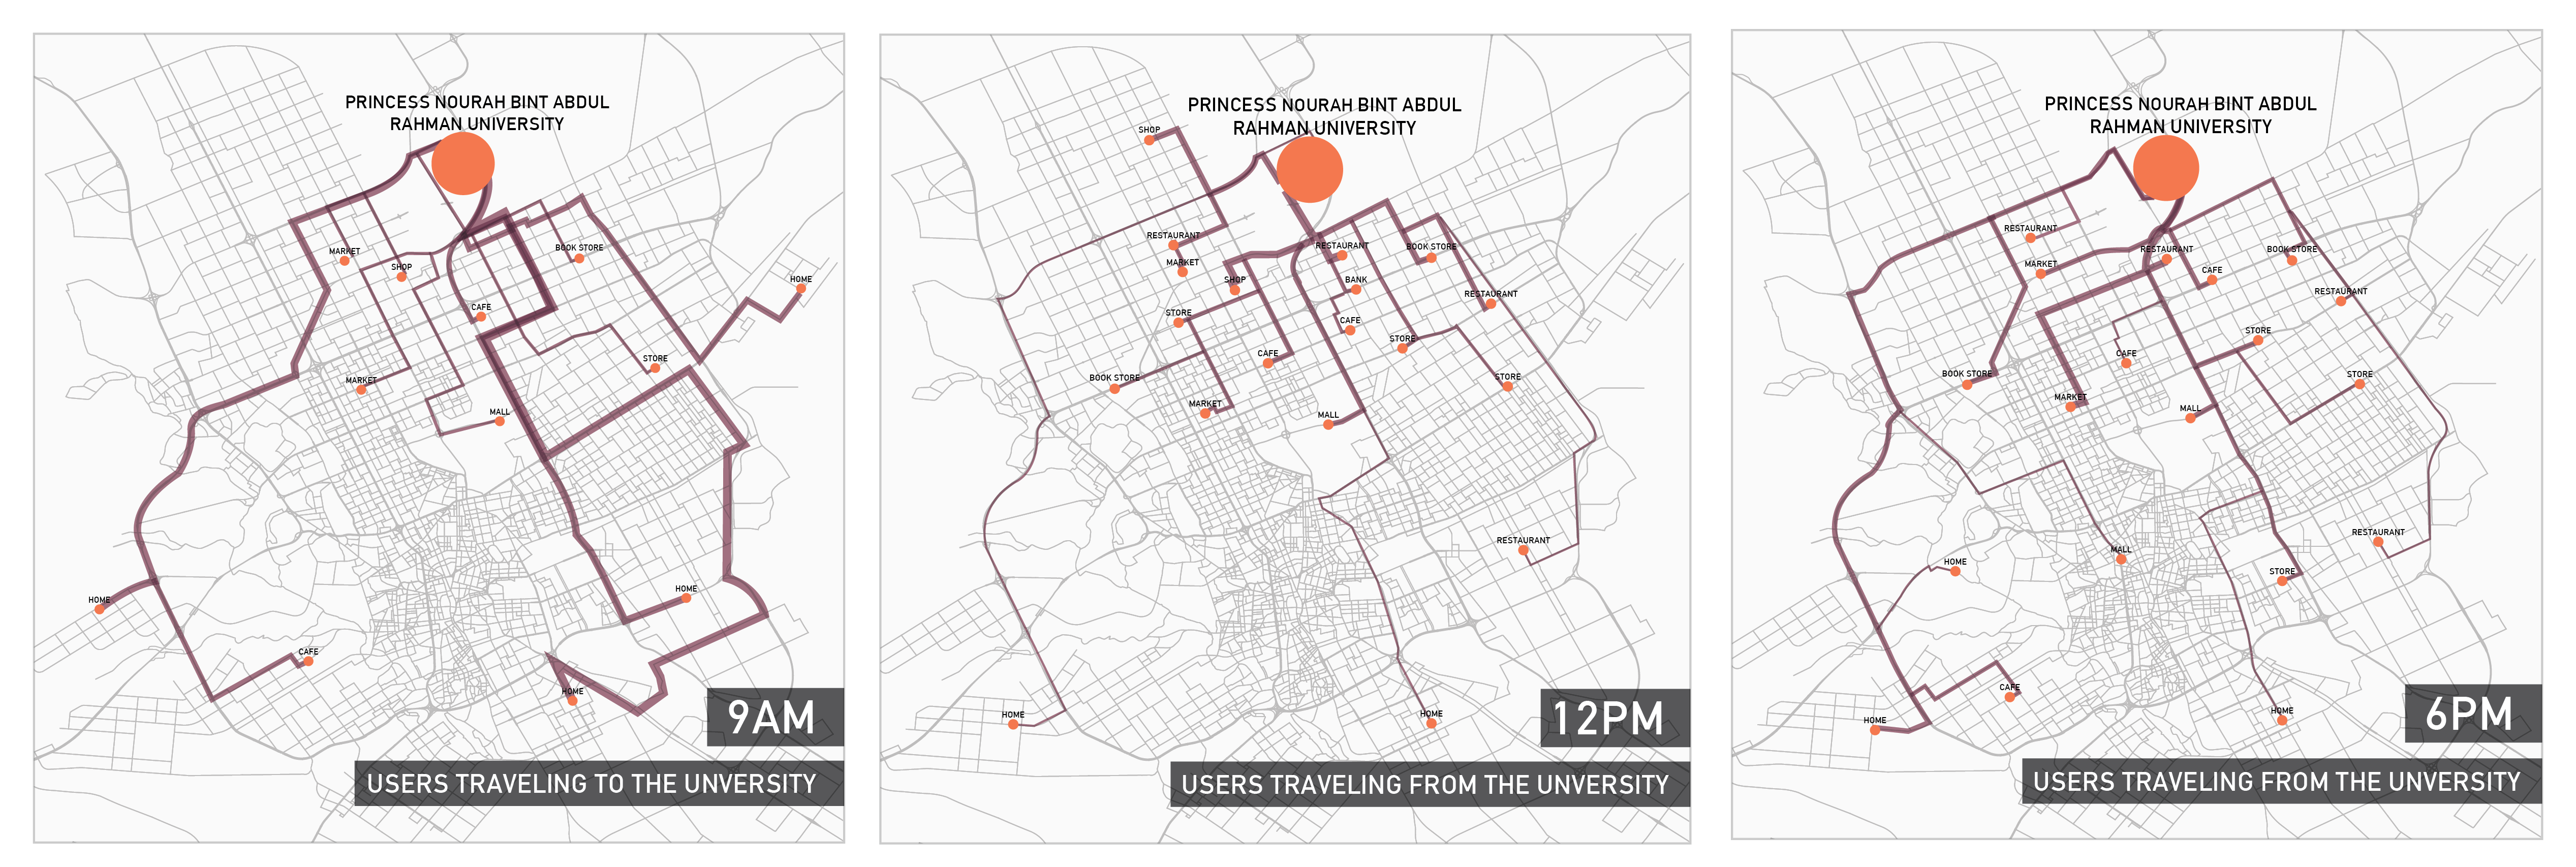 PRINCESS NOURAH BINT ABDUL
RAHMAN UNIVERSITY
MARKET
SHOP
BOOK STORE
HOME
CAFE
STORE
MARKET
MALL
HOME
HOME
CAFE
HOME
9AM
USERS TRAVELING TO THE UNVERSITY
PRINCESS NOURAH BINT ABDUL
RAHMAN UNIVERSITY
SHOP
RESTAURANT
MARKET
RESTAURANT
BOOK STORE
SHOP
BANK
RESTAURANT
STORE
CAFE
STORE
CAFE
BOOK STORE
STORE
MARKET
MALL
RESTAURANT
HOME
HOME
12PM
USERS TRAVELING FROM THE UNVERSITY
PRINCESS NOURAH BINT ABDUL
RAHMAN UNIVERSITY
RESTAURANT
RESTAURANT
BOOK STORE
MARKET
CAFE
RESTAURANT
STORE
CAFE
BOOK STORE
STORE
MARKET
MALL
RESTAURANT
MALL
HOME
STORE
CAFE
HOME
HOME
6PM
USERS TRAVELING FROM THE UNVERSITY